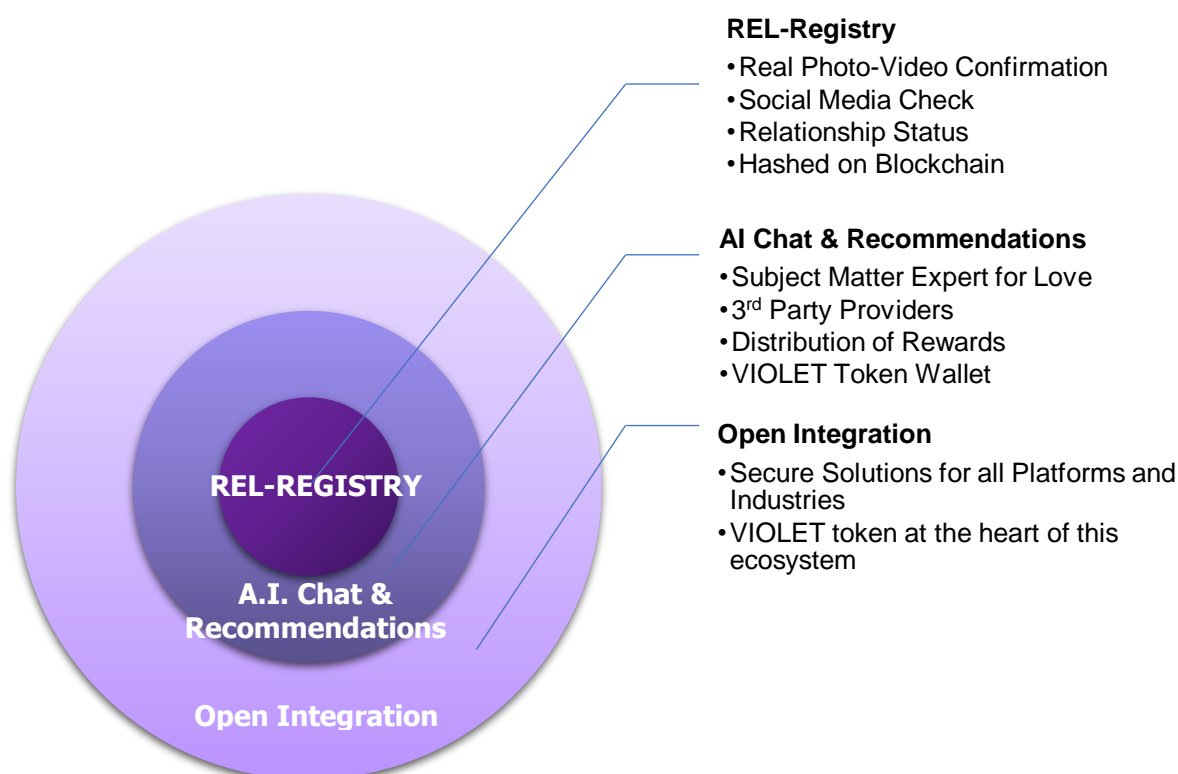 REL-Registry
•Real Photo-Video Confirmation
•Social Media Check
•Relationship Status
•Hashed on Blockchain
AI Chat & Recommendations
•Subject Matter Expert for Love
•3rd Party Providers
•Distribution of Rewards
•VIOLET Token Wallet
Open Integration
•Secure Solutions for all Platforms and
Industries
•VIOLET token at the heart of this
ecosystem
REL-REGISTRY
A.I. Chat &
Recommendations
Open Integration